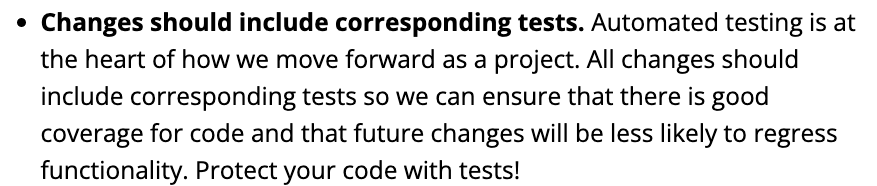 • Changes should include corresponding tests. Automated testing is at
the heart of how we move forward as a project. All changes should
include corresponding tests so we can ensure that there is good
coverage for code and that future changes will be less likely to regress
functionality. Protect your code with tests!